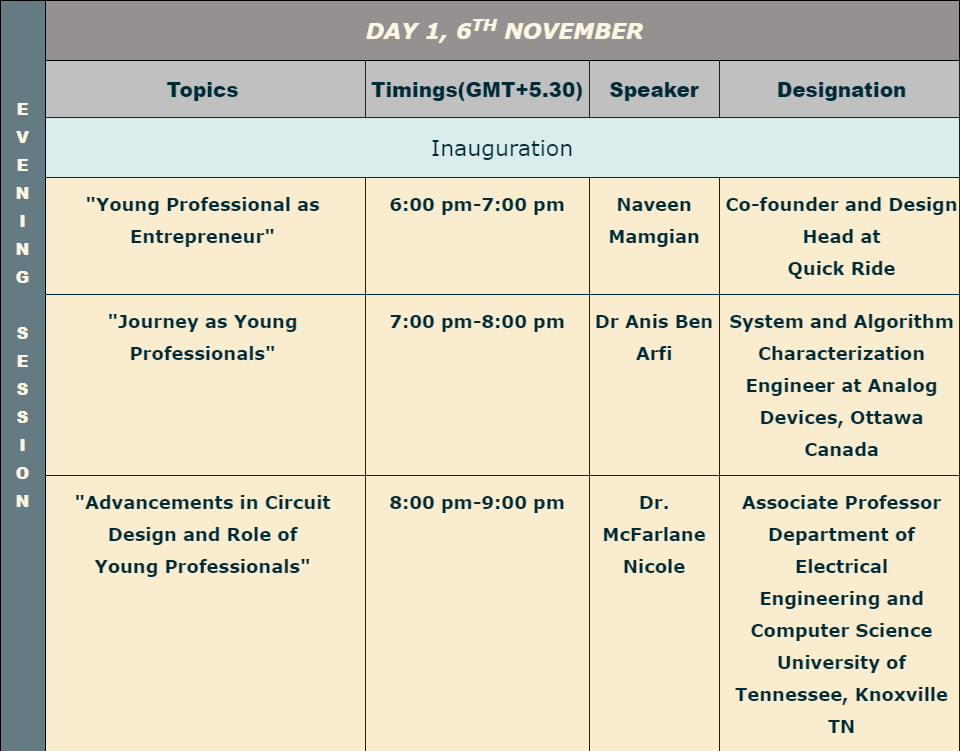 EVENING SESSION
DAY 1, 6TH NOVEMBER
Topics
Timings(GMT+5.30)
Speaker
Designation
Inauguration
"Young Professional as
Entrepreneur"
6:00 pm-7:00 pm
Naveen
Mamgian
Co-founder and Design
Head at
Quick Ride
"Journey as Young
Professionals"
7:00 pm-8:00 pm
Dr Anis Ben
Arfi
System and Algorithm
Characterization
Engineer at Analog
Devices, Ottawa
Canada
"Advancements in Circuit
Design and Role of
Young Professionals"
8:00 pm-9:00 pm
Dr.
McFarlane
Nicole
Associate Professor
Department of
Electrical
Engineering and
Computer Science
University of
Tennessee, Knoxville
TN